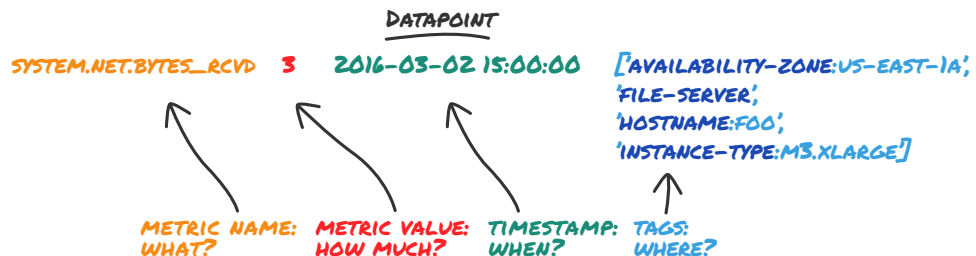 DATAPOINT
SYSTEM.NET.BYTES_RCVD 3 2016-03-02 15:00:00 ['AVAILABILITY-ZONE:US-EAST-1A',
'FILE-SERVER',
'HOSTNAME:FOO',
'INSTANCE-TYPE:M3.XLARGE']
METRIC NAME: METRIC VALUE: TIMESTAMP: TAGS:
WHAT? HOW MUCH? WHEN? WHERE?